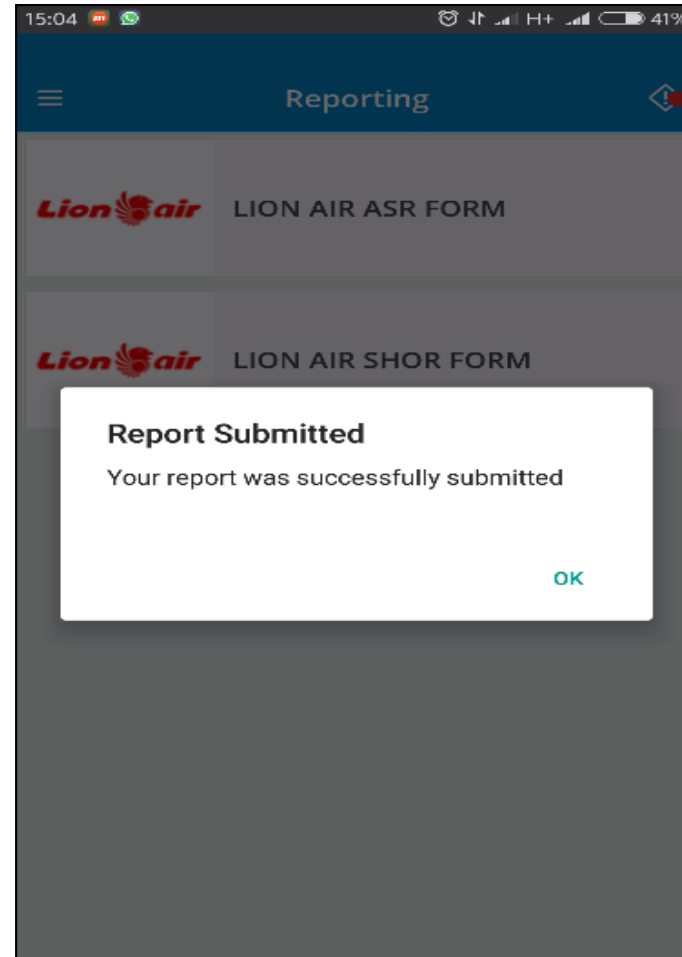 15:04 H+ 41%
Reporting
Lion air LION AIR ASR FORM
Lion air LION AIR SHOR FORM
Report Submitted
Your report was successfully submitted
OK